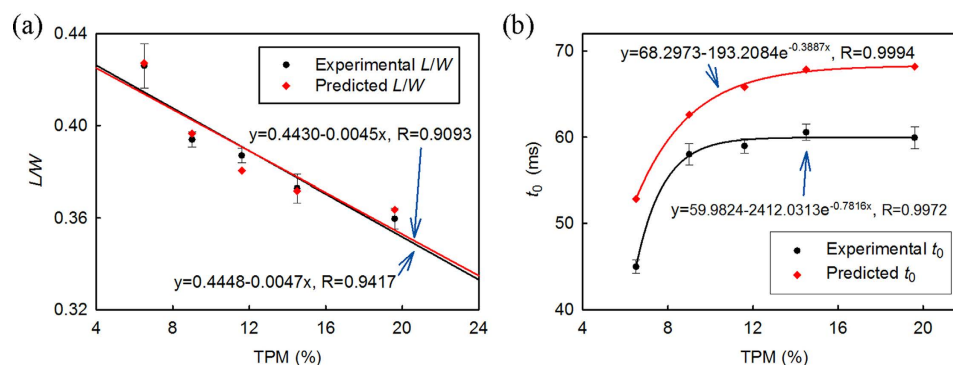 (a)
0.44
0.40
0.36
0.32
L/W
Experimental L/W
Predicted L/W
y=0.4430-0.0045x, R=0.9093
y=0.4448-0.0047x, R=0.9417
4 8 12 16 20 24
TPM (%)
(b)
70
60
50
40
t₀ (ms)
y=68.2973-193.2084e^-0.3887x, R=0.9994
y=59.9824-2412.0313e^-0.7816x, R=0.9972
Experimental t₀
Predicted t₀
4 8 12 16 20
TPM (%)